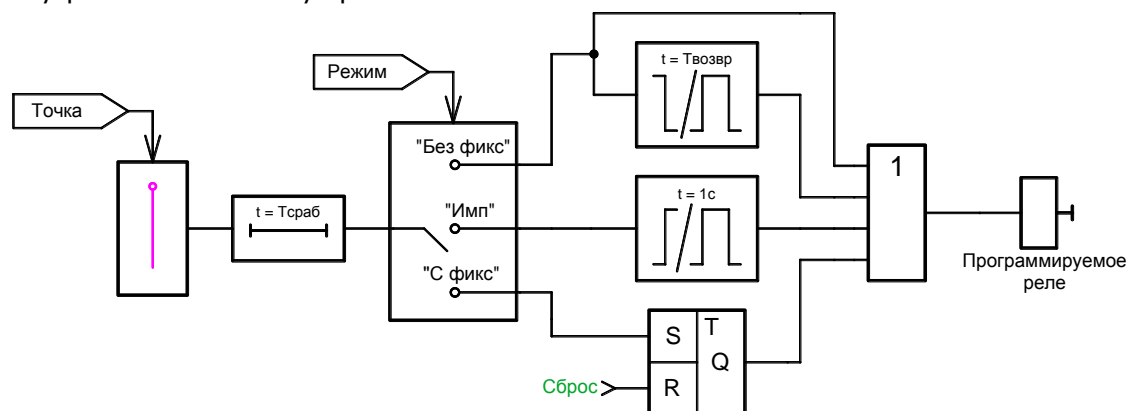 Режим
t = Tвозвр
Точка
"Без фикс"
1
t = Tсраб
"Имп"
t = 1с
"С фикс"
Программируемое
реле
S
T
Q
Сброс
R